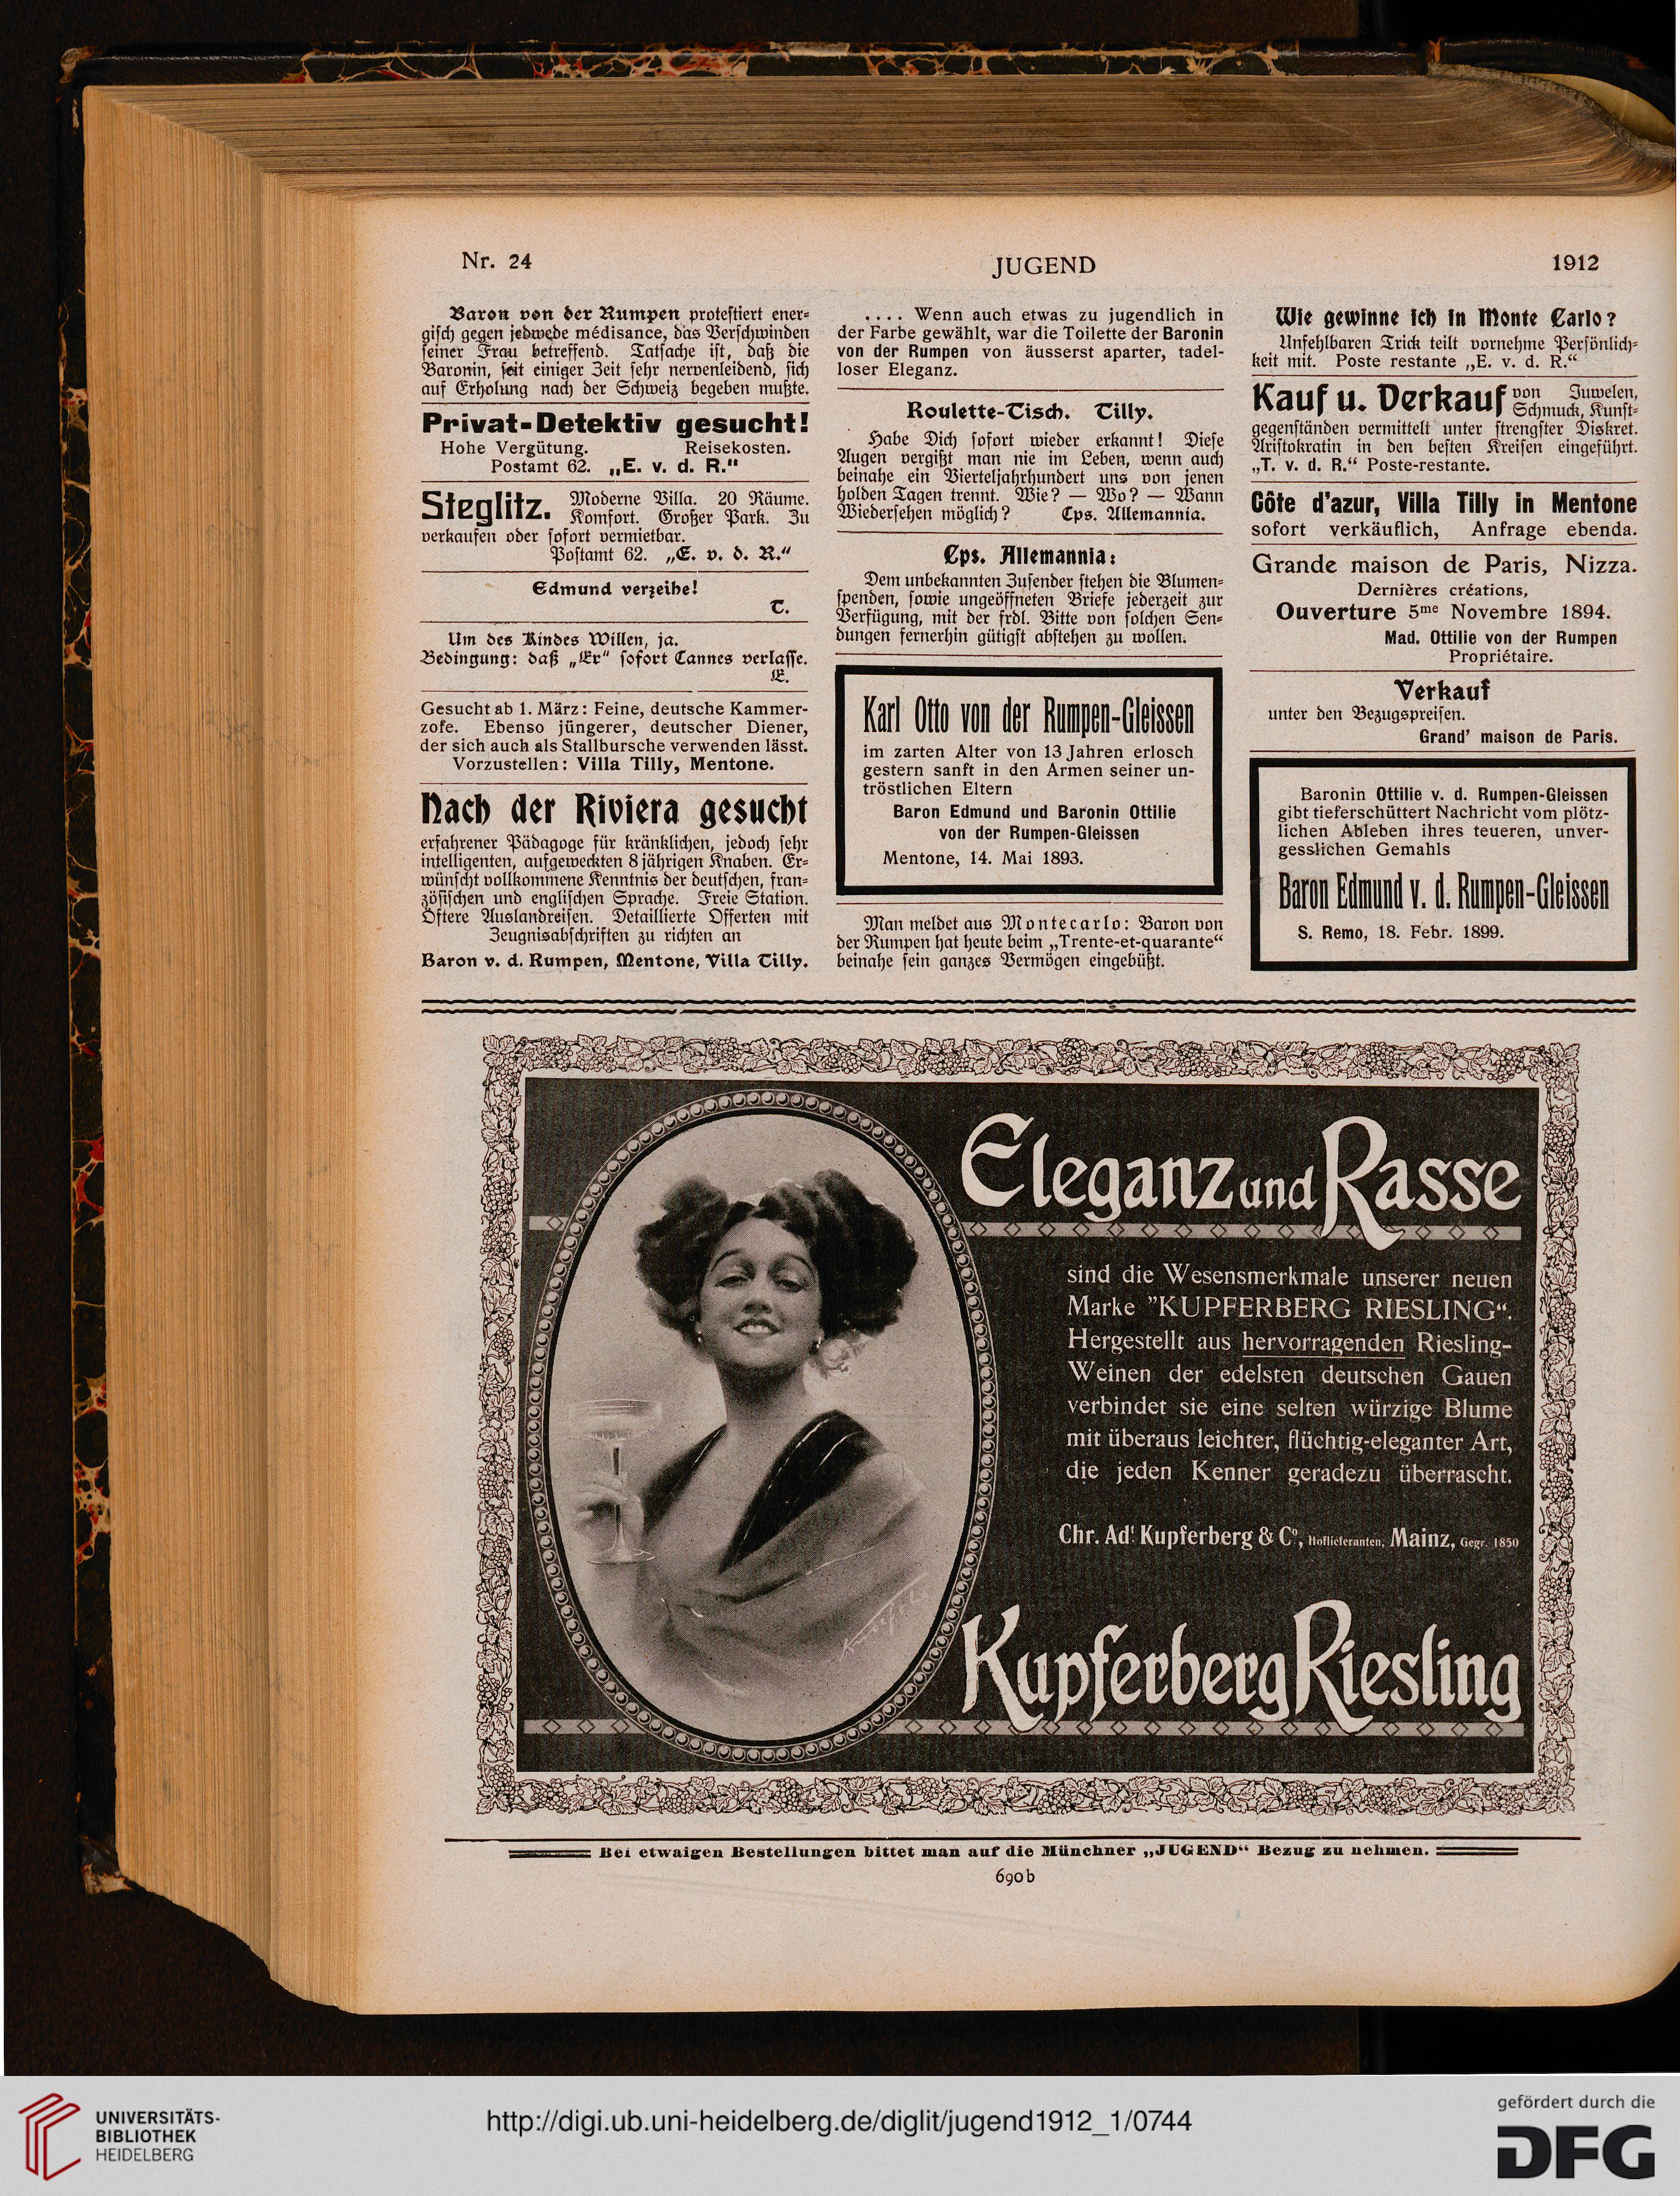 Nr. 24
JUGEND
1912
Baron von der Rumpen protestiert ener-
gisch gegen jedwede médisance, das Verschwinden
seiner Frau betreffend. Tatsache ist, daß die
Baronin, seit einiger Zeit sehr nervenleidend, sich
auf Erholung nach der Schweiz begeben mußte.
Privat-Detektiv gesucht!
Hohe Vergütung. Reisekosten.
Postamt 62. „E. v. d. R."
Steglitz. Moderne Villa. 20 Räume.
Komfort. Großer Park. Zu
verkaufen oder sofort vermietbar.
Postamt 62. „E. v. d. R."
Edmund verzeihe!
T.
Um des Kindes Willen, ja.
Bedingung: daß „Er" sofort Cannes verlasse.
E.
Gesucht ab 1. März: Feine, deutsche Kammer-
zofe. Ebenso jüngerer, deutscher Diener,
der sich auch als Stallbursche verwenden lässt.
Vorzustellen: Villa Tilly, Mentone.
Nach der Riviera gesucht
erfahrener Pädagoge für kränklichen, jedoch sehr
intelligenten, aufgeweckten 8 jährigen Knaben. Er-
wünscht vollkommene Kenntnis der deutschen, fran-
zösischen und englischen Sprache. Freie Station.
Öftere Auslandreisen. Detaillierte Offerten mit
Zeugnisabschriften zu richten an
Baron v. d. Rumpen, Mentone, Villa Tilly.
.... Wenn auch etwas zu jugendlich in
der Farbe gewählt, war die Toilette der Baronin
von der Rumpen von äusserst aparter, tadel-
loser Eleganz.
Roulette-Tisch. Tilly.
Habe Dich sofort wieder erkannt! Diese
Augen vergißt man nie im Leben, wenn auch
beinahe ein Vierteljahrhundert uns von jenen
holden Tagen trennt. Wie? — Wo? — Wann
Wiedersehen möglich? Cps. Allemannia.
Cps. Allemannia:
Dem unbekannten Zusender stehen die Blumen-
spenden, sowie ungeöffneten Briefe jederzeit zur
Verfügung, mit der frdl. Bitte von solchen Sen-
dungen fernerhin gütigst abstehen zu wollen.
Karl Otto von der Rumpen-Gleissen
im zarten Alter von 13 Jahren erlosch
gestern sanft in den Armen seiner un-
tröstlichen Eltern
Baron Edmund und Baronin Ottilie
von der Rumpen-Gleissen
Mentone, 14. Mai 1893.
Man meldet aus Montecarlo: Baron von
der Rumpen hat heute beim „Trente-et-quarante“
beinahe sein ganzes Vermögen eingebüßt.
Wie gewinne ich in Monte Carlo?
Unfehlbaren Trick teilt vornehme Persönlich-
keit mit. Poste restante „E. v. d. R.“
Kauf u. Verkauf von Juwelen,
Schmuck, Kunst-
gegenständen vermittelt unter strengster Diskret.
Aristokratin in den besten Kreisen eingeführt.
„T. v. d. R.“ Poste-restante.
Côte d'azur, Villa Tilly in Mentone
sofort verkäuflich, Anfrage ebenda.
Grande maison de Paris, Nizza.
Dernières créations,
Ouverture 5me Novembre 1894.
Mad. Ottilie von der Rumpen
Propriétaire.
Verkauf
unter den Bezugspreisen.
Grand' maison de Paris.
Baronin Ottilie v. d. Rumpen-Gleissen
gibt tieferschüttert Nachricht vom plötz-
lichen Ableben ihres teueren, unver-
gesslichen Gemahls
Baron Edmund v. d. Rumpen-Gleissen
S. Remo, 18. Febr. 1899.
Eleganz und Rasse
sind die Wesensmerkmale unserer neuen
Marke ”KUPFERBERG RIESLING“.
Hergestellt aus hervorragenden Riesling-
Weinen der edelsten deutschen Gauen
verbindet sie eine selten würzige Blume
mit überaus leichter, flüchtig-eleganter Art,
die jeden Kenner geradezu überrascht.
Chr. Adt. Kupferberg & Co., Hoflieferanten, Mainz, Gegr. 1850
Kupferberg Riesling
Bei etwaigen Bestellungen bittet man auf die Münchner „JUGEND“ Bezug zu nehmen.
690b
UNIVERSITÄTS-
BIBLIOTHEK
HEIDELBERG
http://digi.ub.uni-heidelberg.de/diglit/jugend1912_1/0744
gefördert durch die
DFG